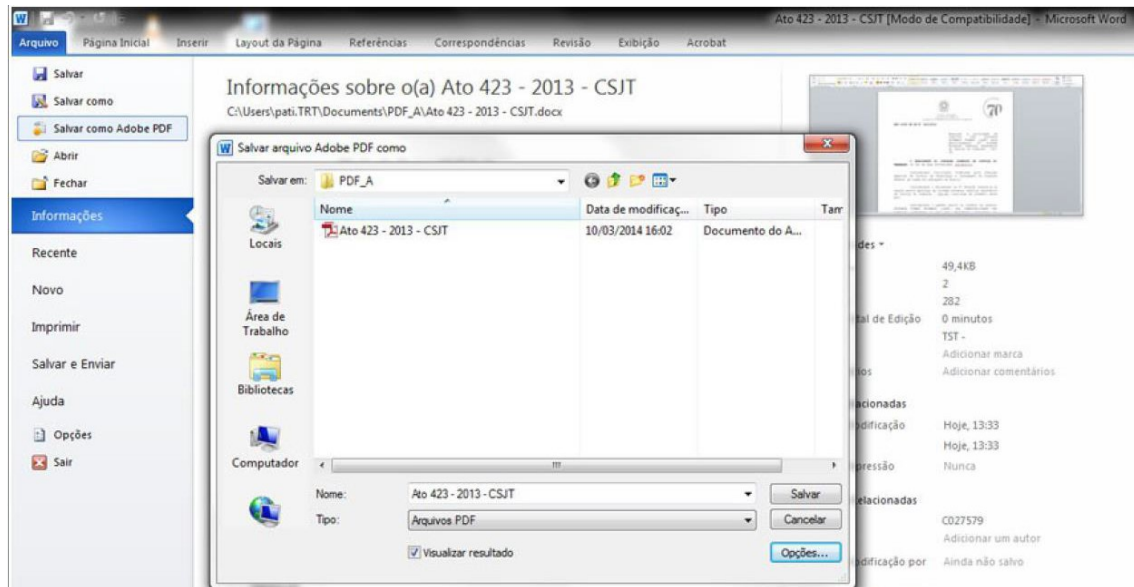 Ato 423 - 2013 - CSJT [Modo de Compatibilidade] - Microsoft Word
Arquivo Página Inicial Inserir Layout da Página Referências Correspondências Revisão Exibição Acrobat
Salvar
Salvar como
Salvar como Adobe PDF
Abrir
Fechar
Informações
Recente
Novo
Imprimir
Salvar e Enviar
Ajuda
Opções
Sair
Informações sobre o(a) Ato 423 - 2013 - CSJT
C:\Users\pati.TRT\Documents\PDF_A\Ato 423 - 2013 - CSJT.docx
Salvar arquivo Adobe PDF como
Salvar em: PDF_A
Nome Data de modificaç... Tipo Tam
Ato 423 - 2013 - CSJT 10/03/2014 16:02 Documento do A...
Locais
Área de
Trabalho
Bibliotecas
Computador
Nome: Ato 423 - 2013 - CSJT Salvar
Tipo: Arquivos PDF Cancelar
Visualizar resultado Opções...
70
des
49,4KB
2
282
tal de Edição 0 minutos
TST -
Adicionar marca
ios Adicionar comentários
acionadas
odificação Hoje, 13:33
Hoje, 13:33
pressão Nunca
elacionadas
C027579
Adicionar um autor
odificação por Ainda não salvo